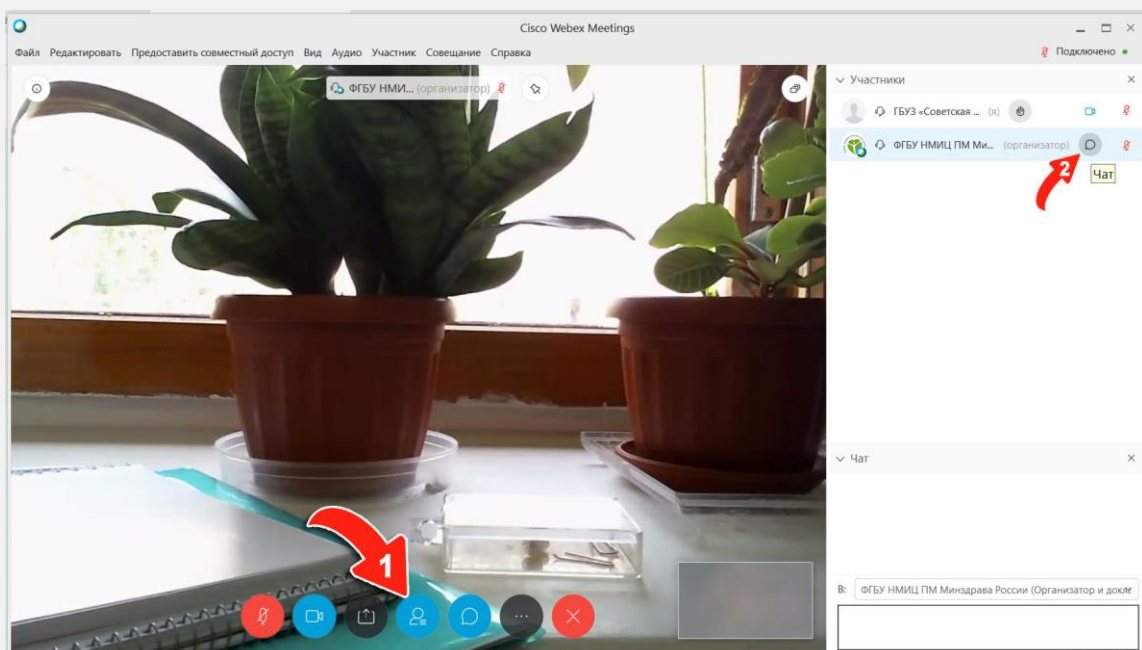 Cisco Webex Meetings
Файл Редактировать Предоставить совместный доступ Вид Аудио Участник Совещание Справка
Подключено
ФГБУ НМИ... (организатор)
Участники
ГБУЗ «Советская ... (я)
ФГБУ НМИЦ ПМ Ми... (организатор)
2
Чат
Чат
1
В: ФГБУ НМИЦ ПМ Минздрава России (Организатор и докле